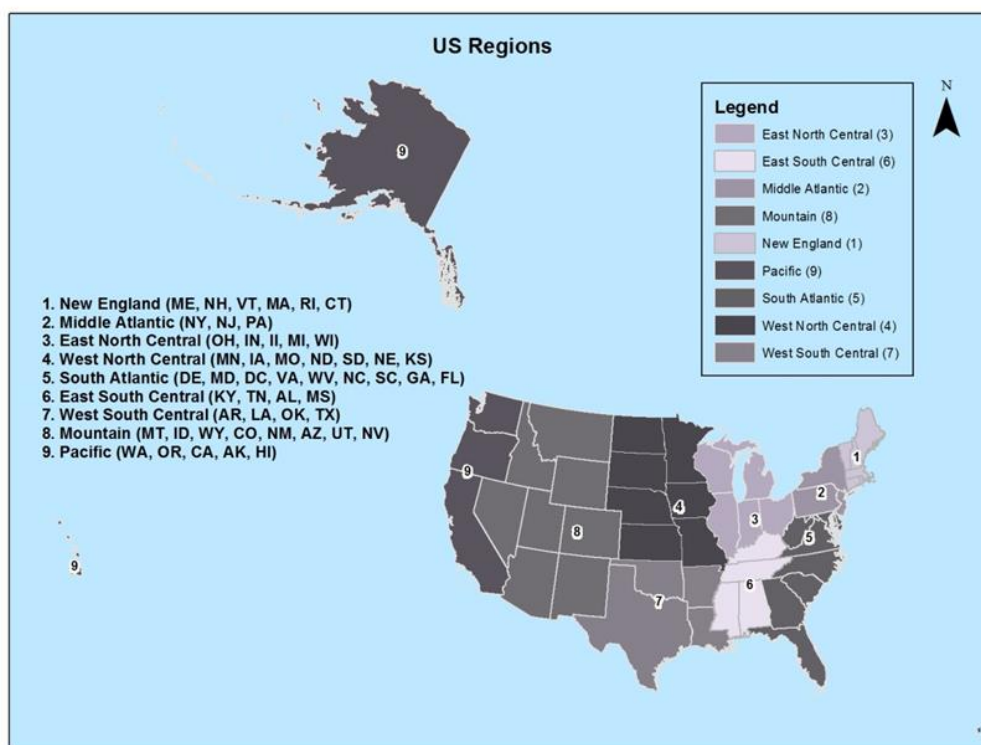 US Regions
N
Legend
East North Central (3)
East South Central (6)
Middle Atlantic (2)
Mountain (8)
New England (1)
Pacific (9)
South Atlantic (5)
West North Central (4)
West South Central (7)
9
1. New England (ME, NH, VT, MA, RI, CT)
2. Middle Atlantic (NY, NJ, PA)
3. East North Central (OH, IN, II, MI, WI)
4. West North Central (MN, IA, MO, ND, SD, NE, KS)
5. South Atlantic (DE, MD, DC, VA, WV, NC, SC, GA, FL)
6. East South Central (KY, TN, AL, MS)
7. West South Central (AR, LA, OK, TX)
8. Mountain (MT, ID, WY, CO, NM, AZ, UT, NV)
9. Pacific (WA, OR, CA, AK, HI)
1
9
2
4
3
8
5
9
6
7